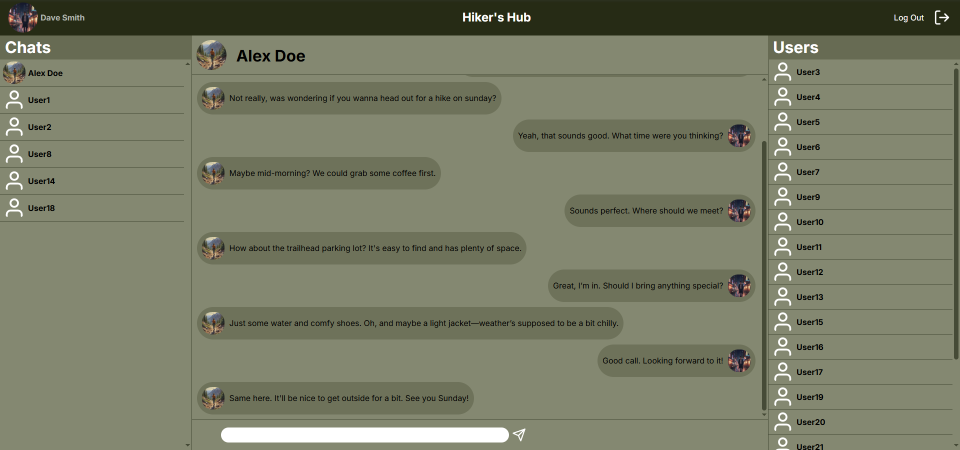 Dave Smith
Hiker's Hub
Log Out
Chats
Alex Doe
User1
User2
User8
User14
User18
Alex Doe
Not really, was wondering if you wanna head out for a hike on sunday?
Yeah, that sounds good. What time were you thinking?
Maybe mid-morning? We could grab some coffee first.
Sounds perfect. Where should we meet?
How about the trailhead parking lot? It's easy to find and has plenty of space.
Great, I'm in. Should I bring anything special?
Just some water and comfy shoes. Oh, and maybe a light jacket—weather's supposed to be a bit chilly.
Good call. Looking forward to it!
Same here. It'll be nice to get outside for a bit. See you Sunday!
Users
User3
User4
User5
User6
User7
User9
User10
User11
User12
User13
User15
User16
User17
User19
User20
User21